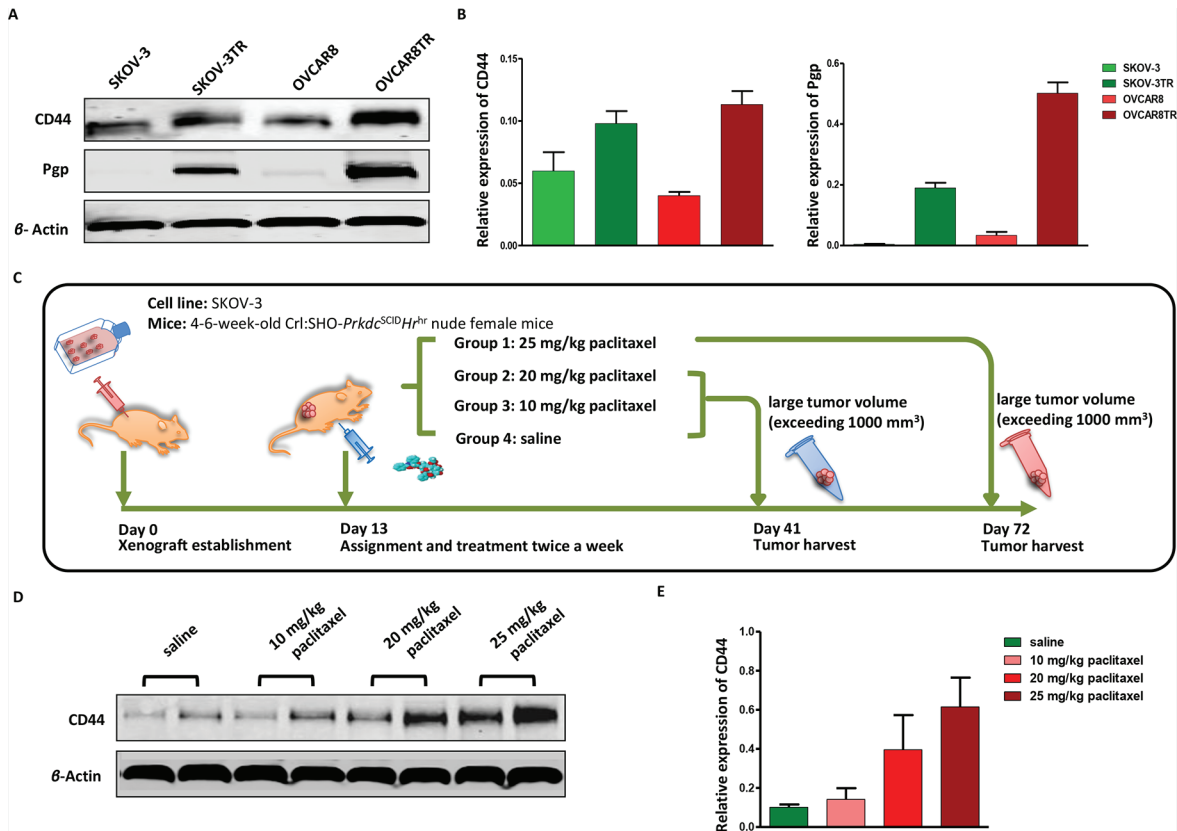 A
SKOV-3
SKOV-3TR
OVCAR8
OVCAR8TR
CD44
Pgp
β- Actin
B
Relative expression of CD44
0.15
0.10
0.05
0.00
Relative expression of Pgp
0.6
0.4
0.2
0.0
SKOV-3
SKOV-3TR
OVCAR8
OVCAR8TR
C
Cell line: SKOV-3
Mice: 4-6-week-old Crl:SHO-PrkdcSCIDHrhr nude female mice
Group 1: 25 mg/kg paclitaxel
Group 2: 20 mg/kg paclitaxel
Group 3: 10 mg/kg paclitaxel
Group 4: saline
large tumor volume
(exceeding 1000 mm3)
large tumor volume
(exceeding 1000 mm3)
Day 0
Xenograft establishment
Day 13
Assignment and treatment twice a week
Day 41
Tumor harvest
Day 72
Tumor harvest
D
saline
10 mg/kg
paclitaxel
20 mg/kg
paclitaxel
25 mg/kg
paclitaxel
CD44
β-Actin
E
Relative expression of CD44
1.0
0.8
0.6
0.4
0.2
0.0
saline
10 mg/kg paclitaxel
20 mg/kg paclitaxel
25 mg/kg paclitaxel